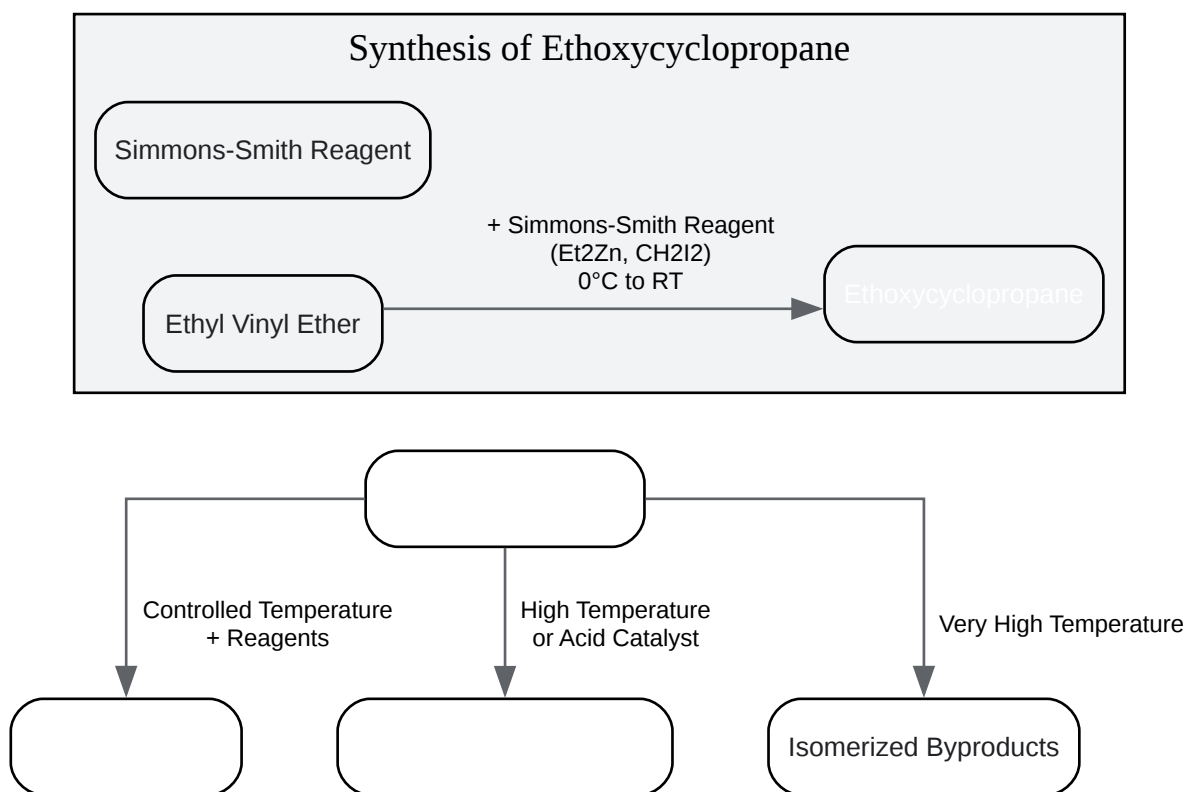 Synthesis of Ethoxycyclopropane
Simmons-Smith Reagent
+ Simmons-Smith Reagent
(Et2Zn, CH2I2)
0°C to RT
Ethyl Vinyl Ether
Ethoxycyclopropane
Controlled Temperature
+ Reagents
High Temperature
or Acid Catalyst
Very High Temperature
Isomerized Byproducts